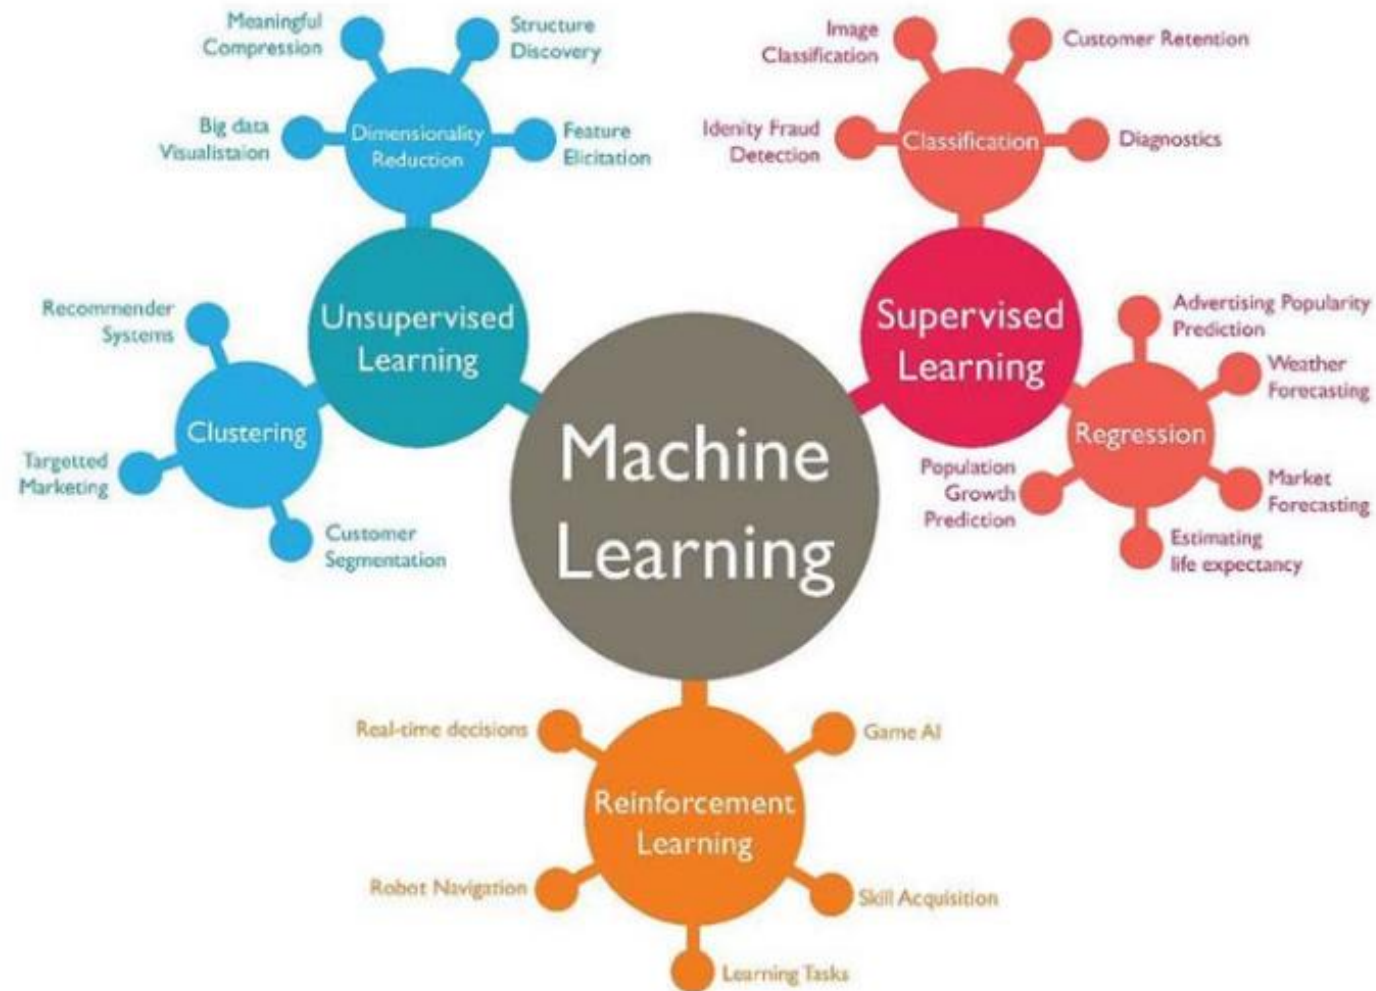 Meaningful
Compression
Structure
Discovery
Big data
Visualistaion
Dimensionality
Reduction
Feature
Elicitation
Image
Classification
Customer Retention
Idenity Fraud
Detection
Classification
Diagnostics
Unsupervised
Learning
Recommender
Systems
Clustering
Targetted
Marketing
Customer
Segmentation
Machine
Learning
Supervised
Learning
Advertising Popularity
Prediction
Weather
Forecasting
Regression
Population
Growth
Prediction
Market
Forecasting
Estimating
life expectancy
Real-time decisions
Game AI
Reinforcement
Learning
Robot Navigation
Skill Acquisition
Learning Tasks